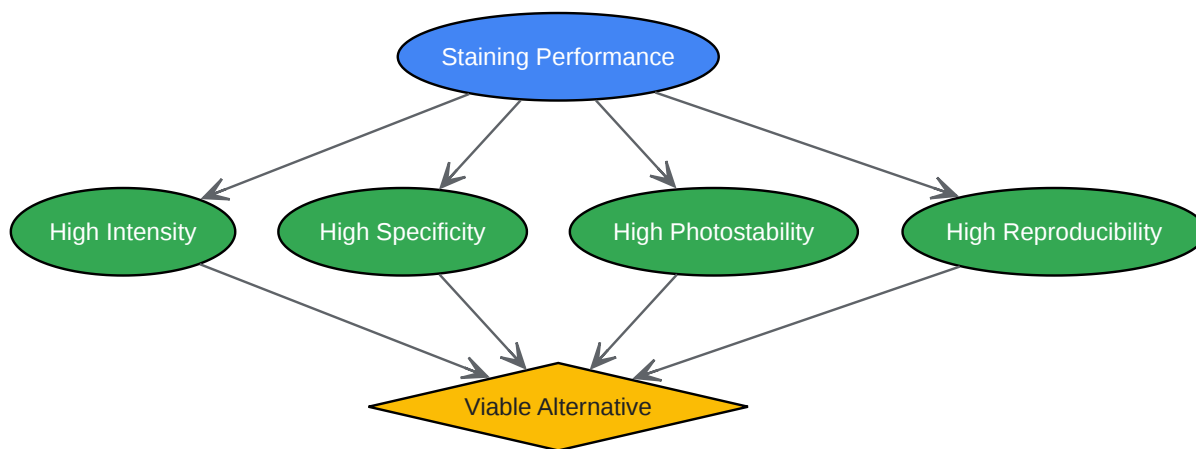 Staining Performance
High Intensity
High Specificity
High Photostability
High Reproducibility
Viable Alternative